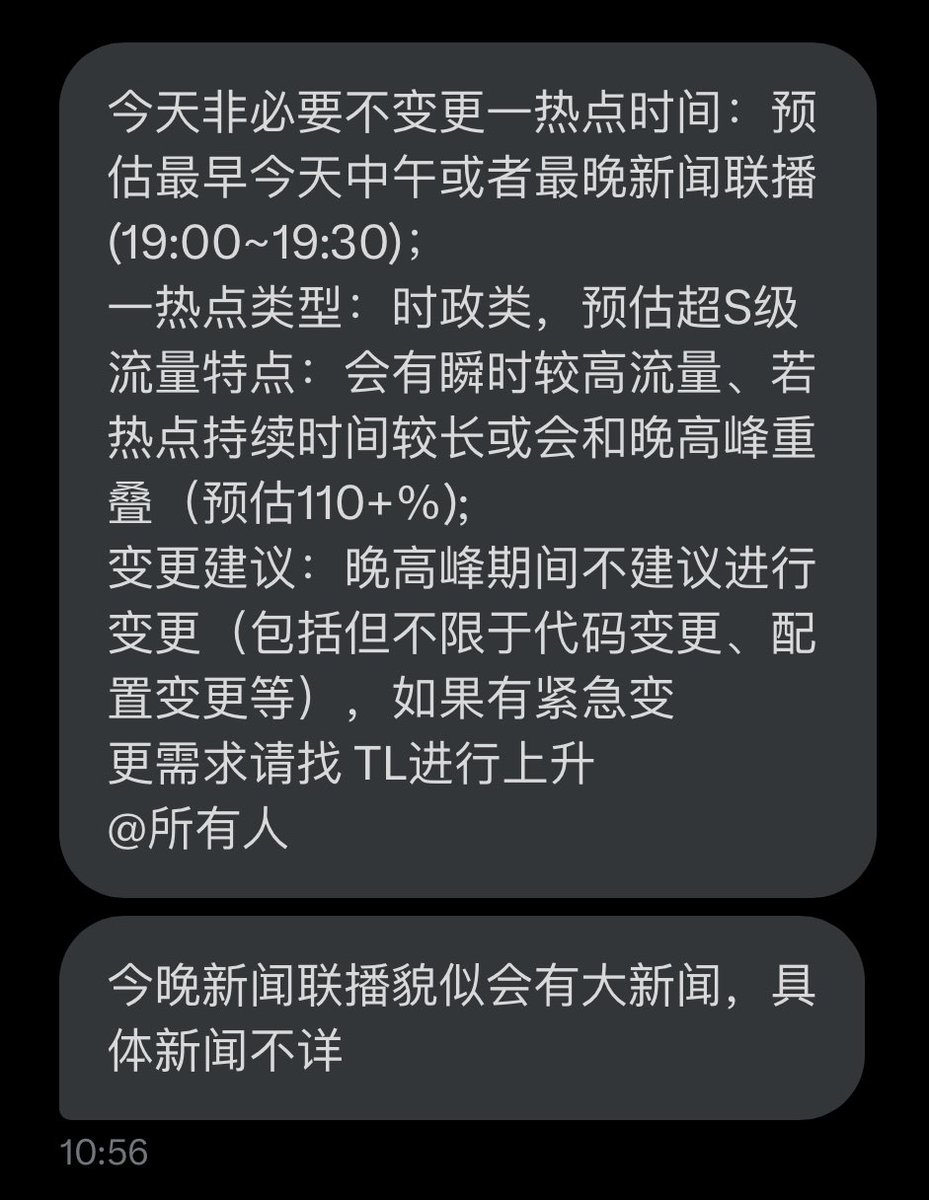 今天非必要不变更一热点时间：预
估最早今天中午或者最晚新闻联播
(19:00~19:30)；
一热点类型：时政类，预估超S级
流量特点：会有瞬时较高流量、若
热点持续时间较长或会和晚高峰重
叠（预估110+%);
变更建议：晚高峰期间不建议进行
变更（包括但不限于代码变更、配
置变更等），如果有紧急变
更需求请找 TL进行上升
@所有人
今晚新闻联播貌似会有大新闻，具
体新闻不详
10:56